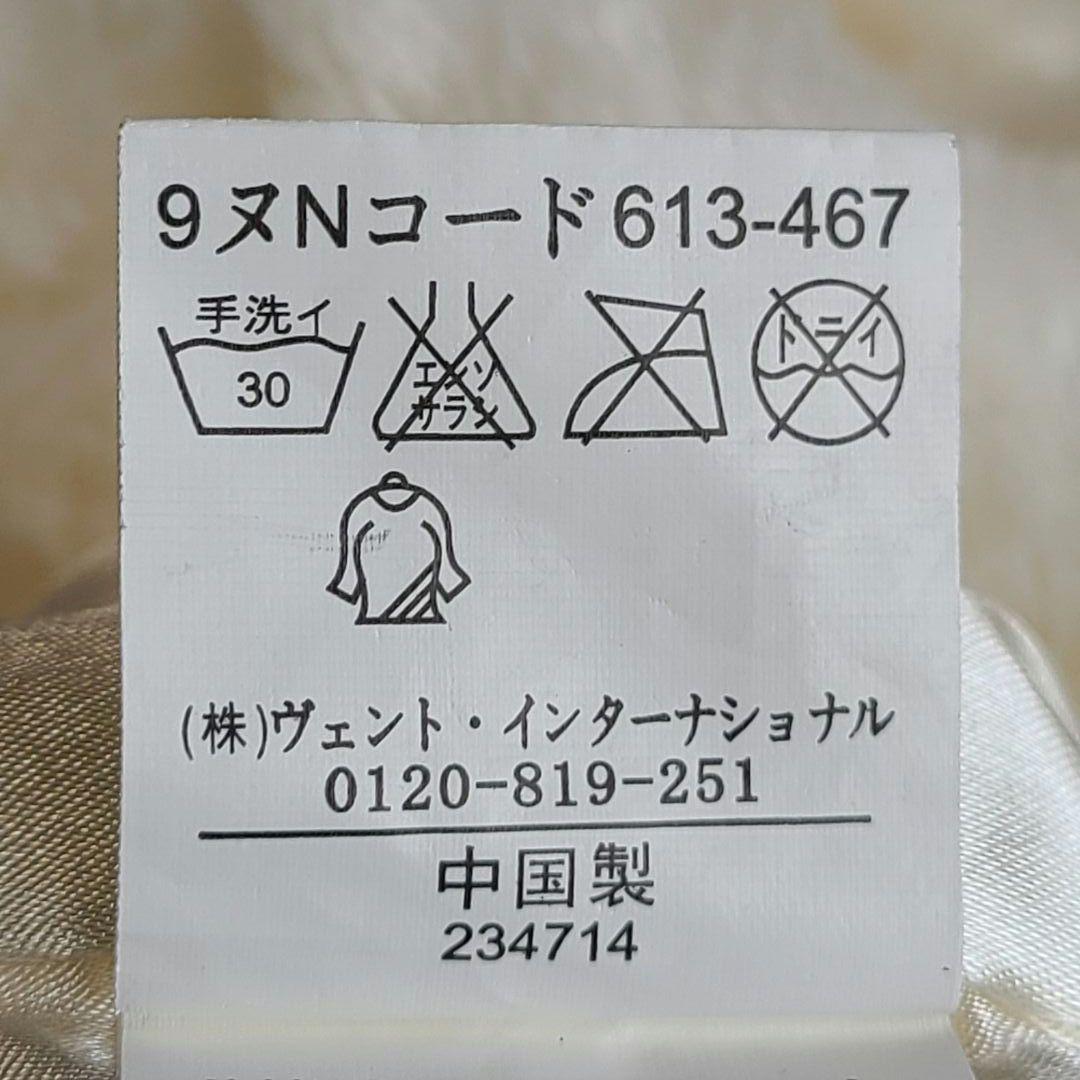 9ヌNコード613-467
手洗イ
30
エンソ
サラシ
ドライ
(株)ヴェント・インターナショナル
0120-819-251
中国製
234714